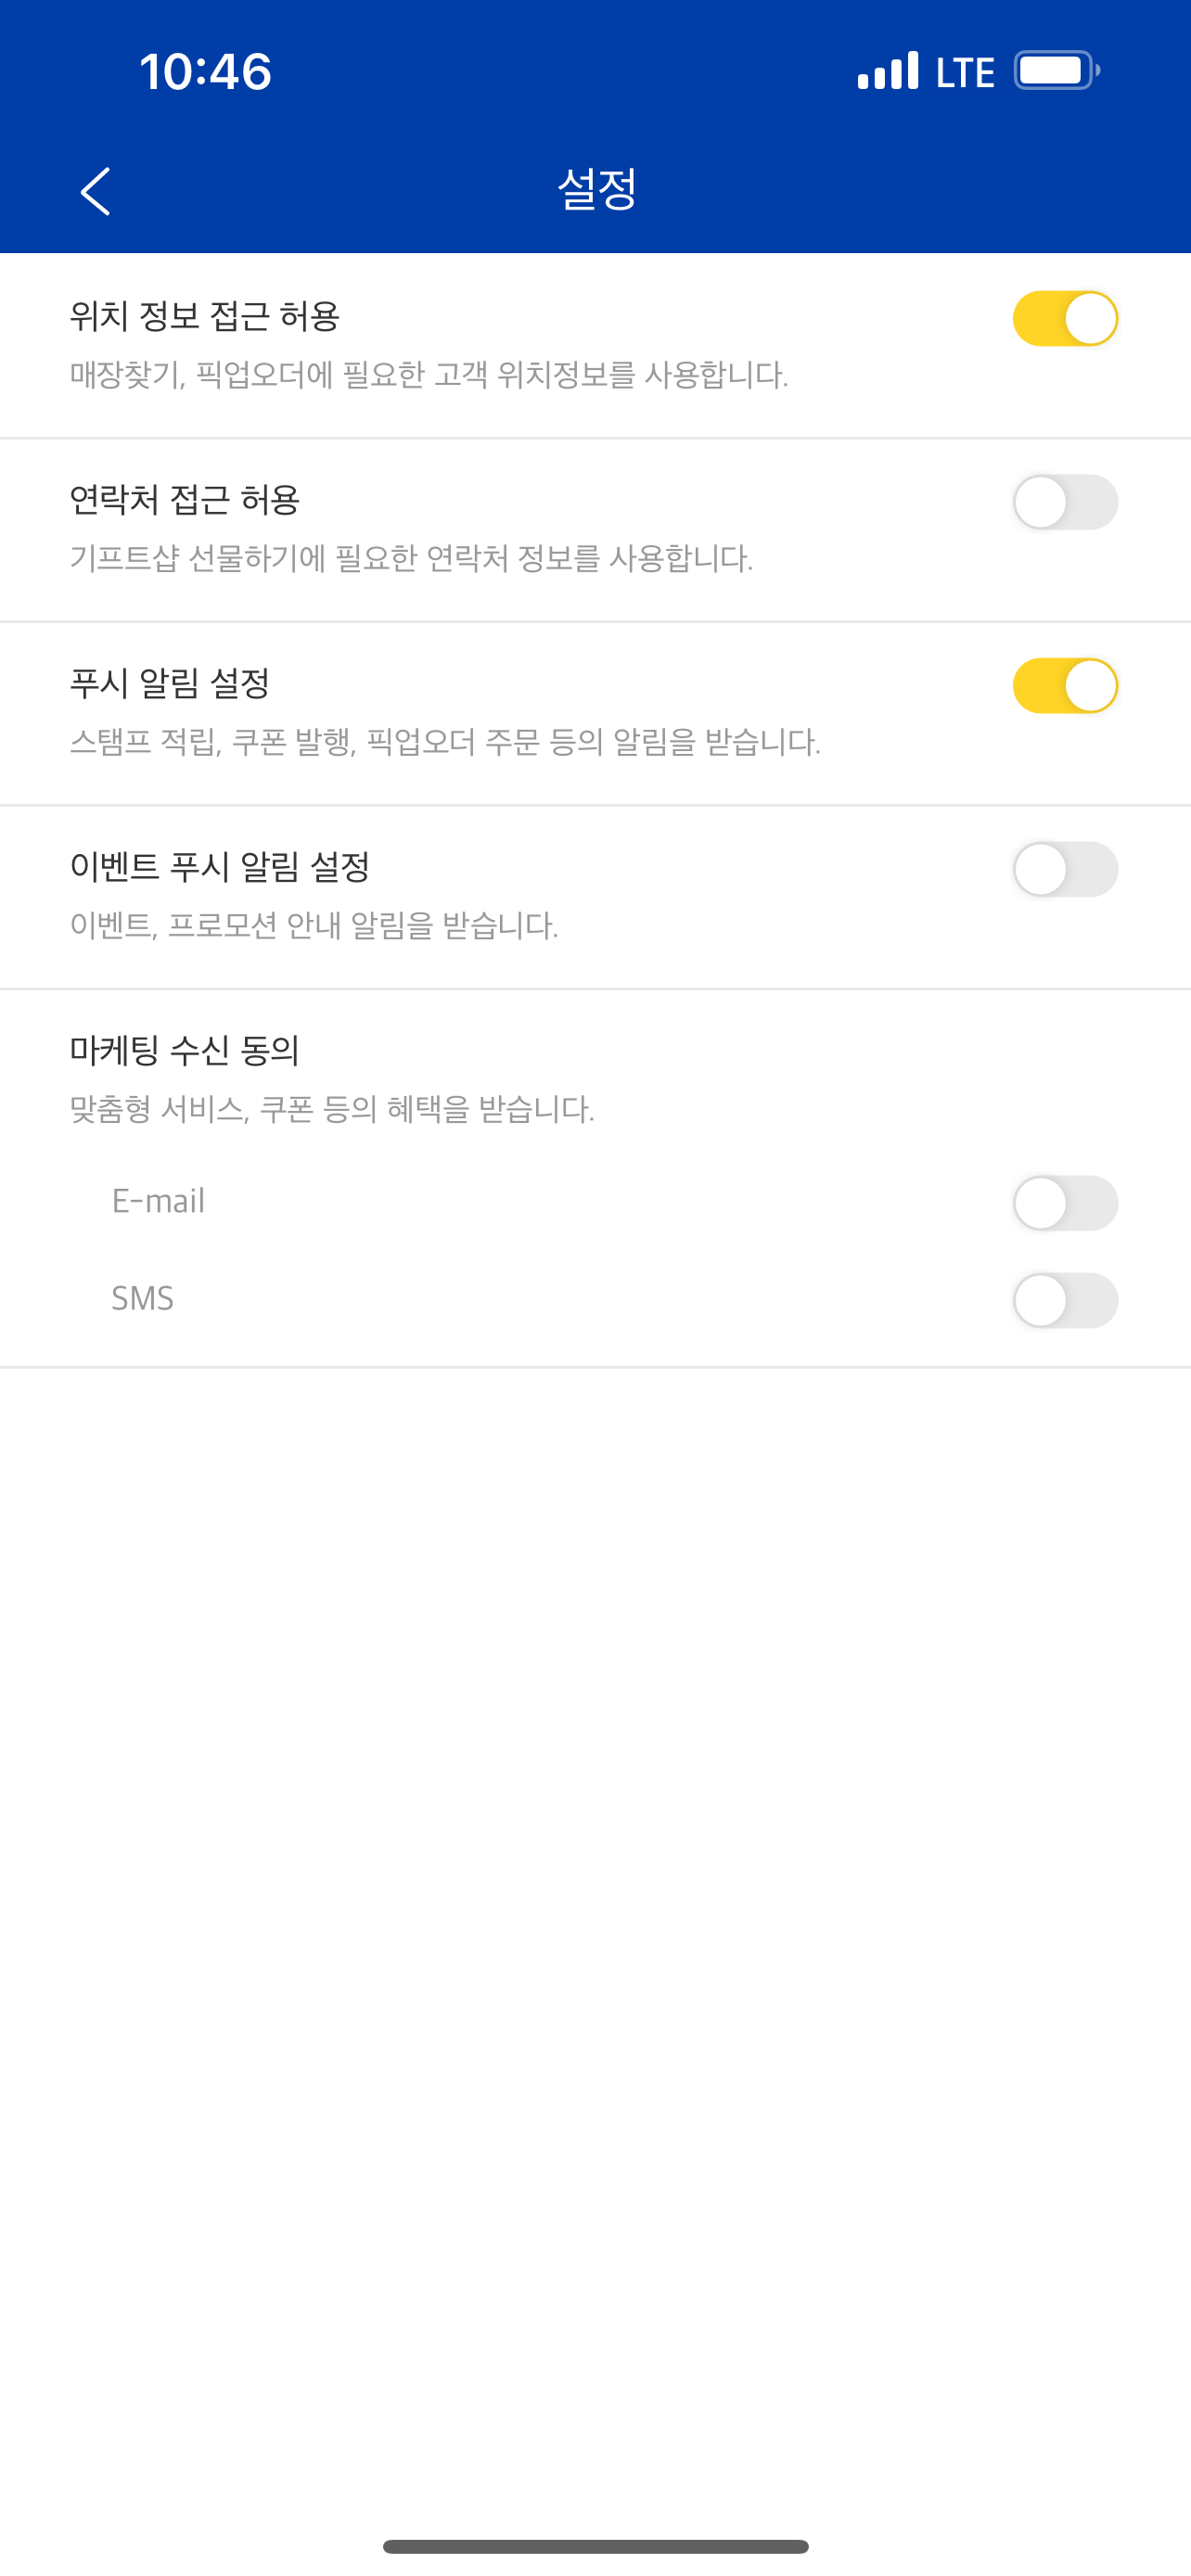 10:46
LTE
설정
위치 정보 접근 허용
매장찾기, 픽업오더에 필요한 고객 위치정보를 사용합니다.
연락처 접근 허용
기프트샵 선물하기에 필요한 연락처 정보를 사용합니다.
푸시 알림 설정
스탬프 적립, 쿠폰 발행, 픽업오더 주문 등의 알림을 받습니다.
이벤트 푸시 알림 설정
이벤트, 프로모션 안내 알림을 받습니다.
마케팅 수신 동의
맞춤형 서비스, 쿠폰 등의 혜택을 받습니다.
E-mail
SMS